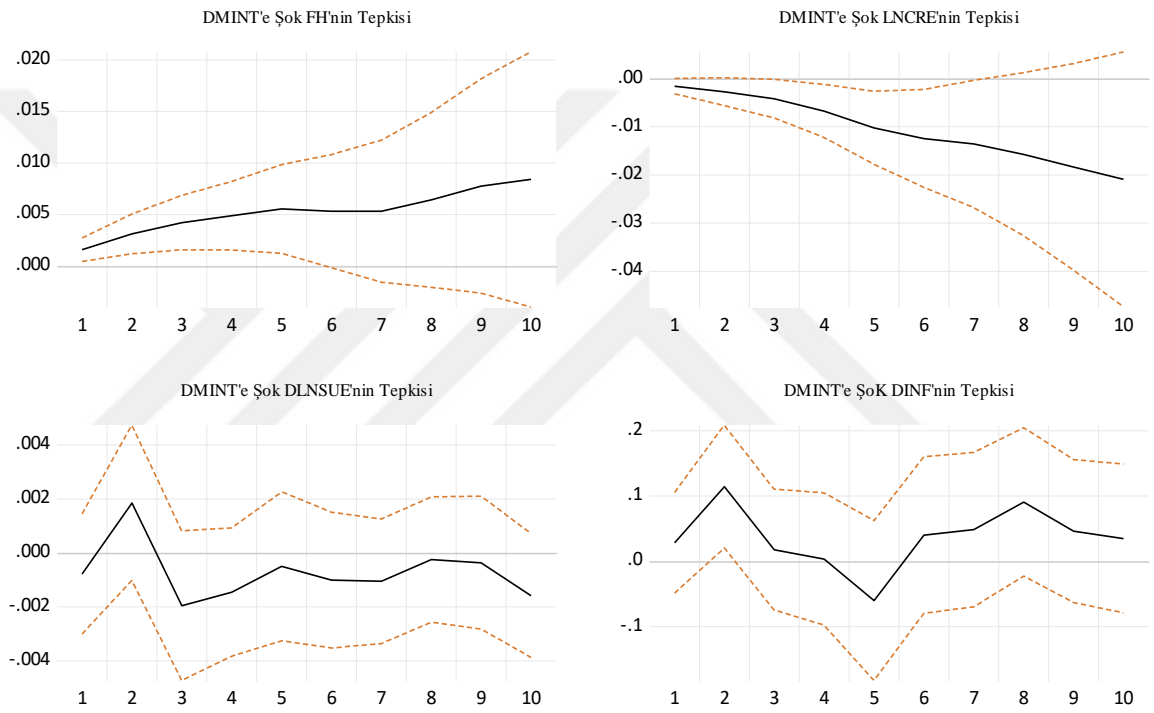 DMINT'e Şok FH'nin Tepkisi
.020
.015
.010
.005
.000
1 2 3 4 5 6 7 8 9 10
DMINT'e Şok LNCRE'nin Tepkisi
.00
-.01
-.02
-.03
-.04
1 2 3 4 5 6 7 8 9 10
DMINT'e Şok DLNSUE'nin Tepkisi
.004
.002
.000
-.002
-.004
1 2 3 4 5 6 7 8 9 10
DMINT'e ŞoK DINF'nin Tepkisi
.2
.1
.0
-.1
1 2 3 4 5 6 7 8 9 10